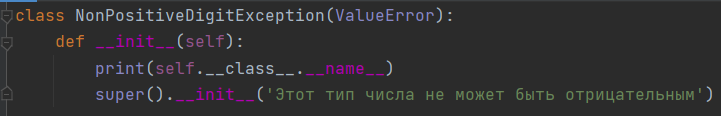 class NonPositiveDigitException(ValueError):
    def __init__(self):
        print(self.__class__.__name__)
        super().__init__('Этот тип числа не может быть отрицательным')